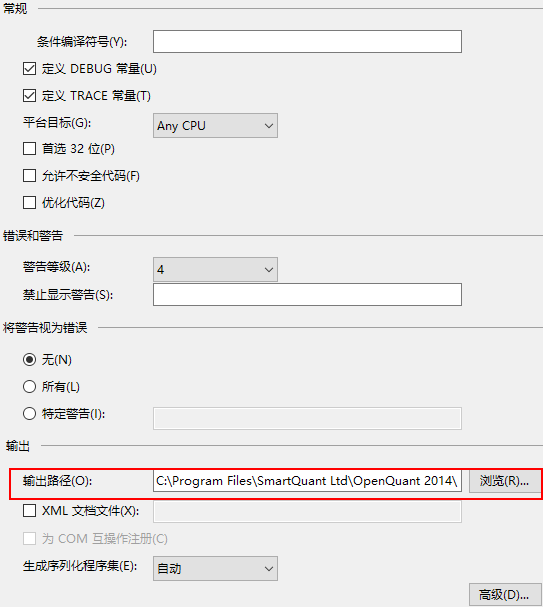 常规
条件编译符号(Y):
定义 DEBUG 常量(U)
定义 TRACE 常量(T)
平台目标(G): Any CPU
首选 32 位(P)
允许不安全代码(F)
优化代码(Z)
错误和警告
警告等级(A): 4
禁止显示警告(S):
将警告视为错误
无(N)
所有(L)
特定警告(I):
输出
输出路径(O): C:\Program Files\SmartQuant Ltd\OpenQuant 2014\ 浏览(R)...
XML 文档文件(X):
为 COM 互操作注册(C)
生成序列化程序集(E): 自动
高级(D)...